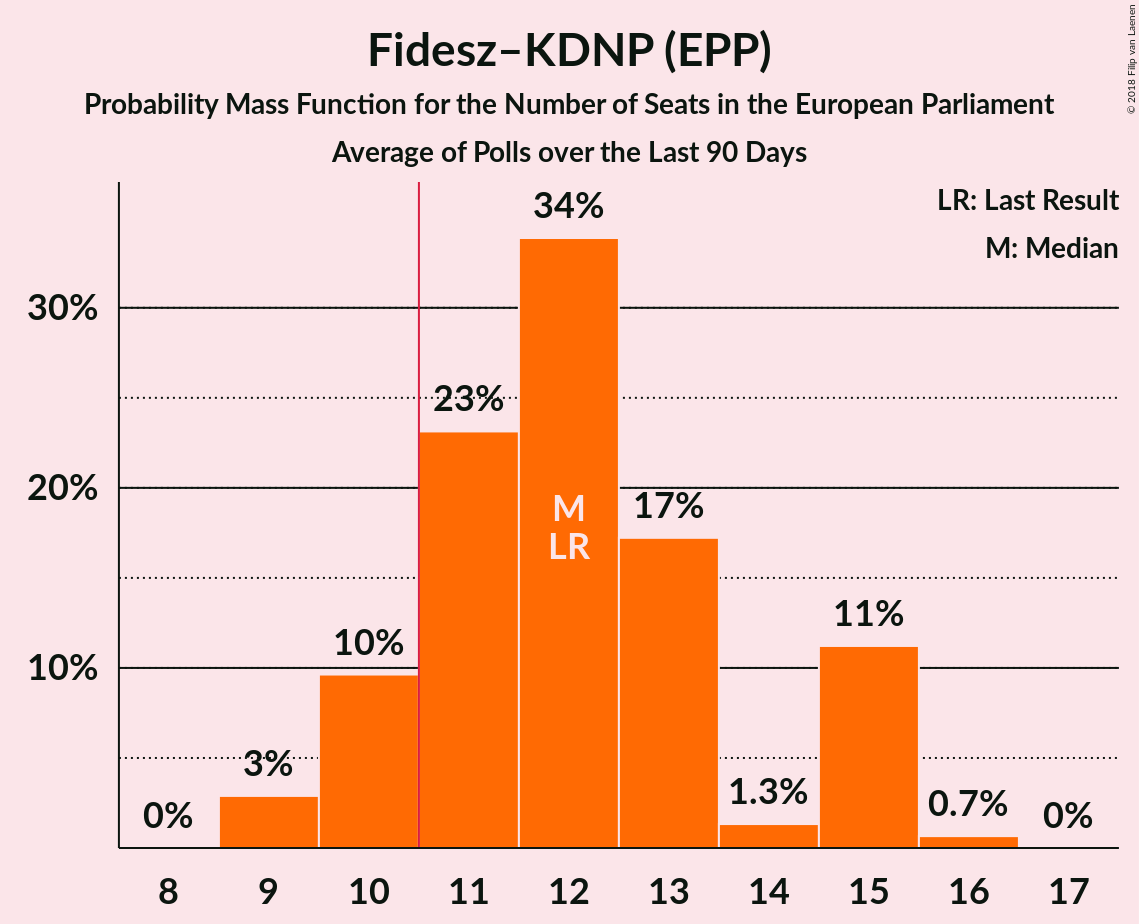 Fidesz–KDNP (EPP)
Probability Mass Function for the Number of Seats in the European Parliament
Average of Polls over the Last 90 Days
© 2018 Filip van Laenen
LR: Last Result
M: Median
30%
20%
10%
0%
3%
10%
23%
34%
M
LR
17%
1.3%
11%
0.7%
0%
8 9 10 11 12 13 14 15 16 17